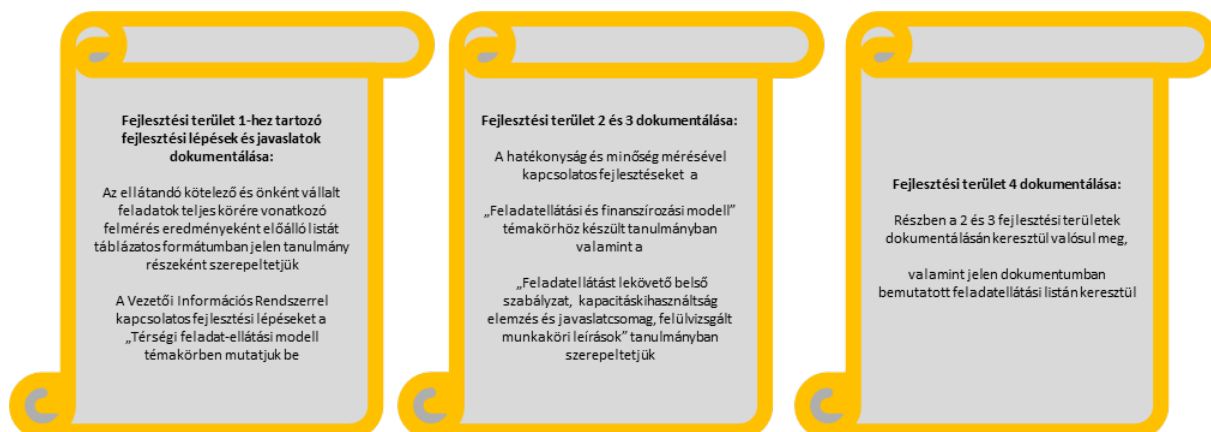 Fejlesztési terület 1-hez tartozó
fejlesztési lépések és javaslatok
dokumentálása:
Az ellátandó kötelező és önként vállalt
feladatok teljes körére vonatkozó
felmérés eredményeként előálló listát
táblázatos formátumban jelen tanulmány
részeként szerepeltetjük
A Vezetői Információs Rendszerrel
kapcsolatos fejlesztési lépéseket a
„Térségi feladat-ellátási modell
témakörben mutatjuk be
Fejlesztési terület 2 és 3 dokumentálása:
A hatékonyság és minőség mérésével
kapcsolatos fejlesztéseket a
„Feladatellátási és finanszírozási modell”
témakörhöz készült tanulmányban
valamint a
„Feladatellátást lekövető belső
szabályzat, kapacitáskihasználtság
elemzés és javaslatcsomag, felülvizsgált
munkaköri leírások” tanulmányban
szerepeltetjük
Fejlesztési terület 4 dokumentálása:
Részben a 2 és 3 fejlesztési területek
dokumentálásán keresztül valósul meg,
valamint jelen dokumentumban
bemutatott feladatellátási listán keresztül